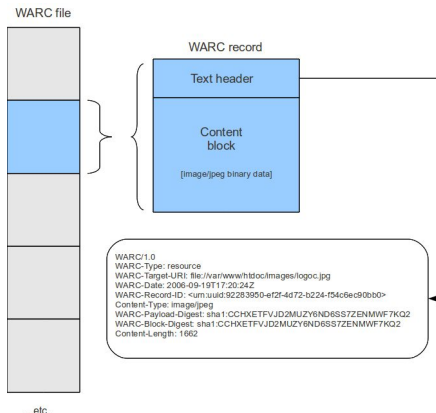 WARC file
WARC record
Text header
Content
block
[image/jpeg binary data]
WARC/1.0
WARC-Type: resource
WARC-Target-URI: file://var/www/htdoc/images/logoc.jpg
WARC-Date: 2006-09-19T17:20:24Z
WARC-Record-ID: <urn:uuid:92283950-ef2f-4d72-b224-f54c6ec90bb0>
Content-Type: image/jpeg
WARC-Payload-Digest: sha1:CCHXETFVJD2MUZY6ND6SS7ZENMWF7KQ2
WARC-Block-Digest: sha1:CCHXETFVJD2MUZY6ND6SS7ZENMWF7KQ2
Content-Length: 1662
...etc